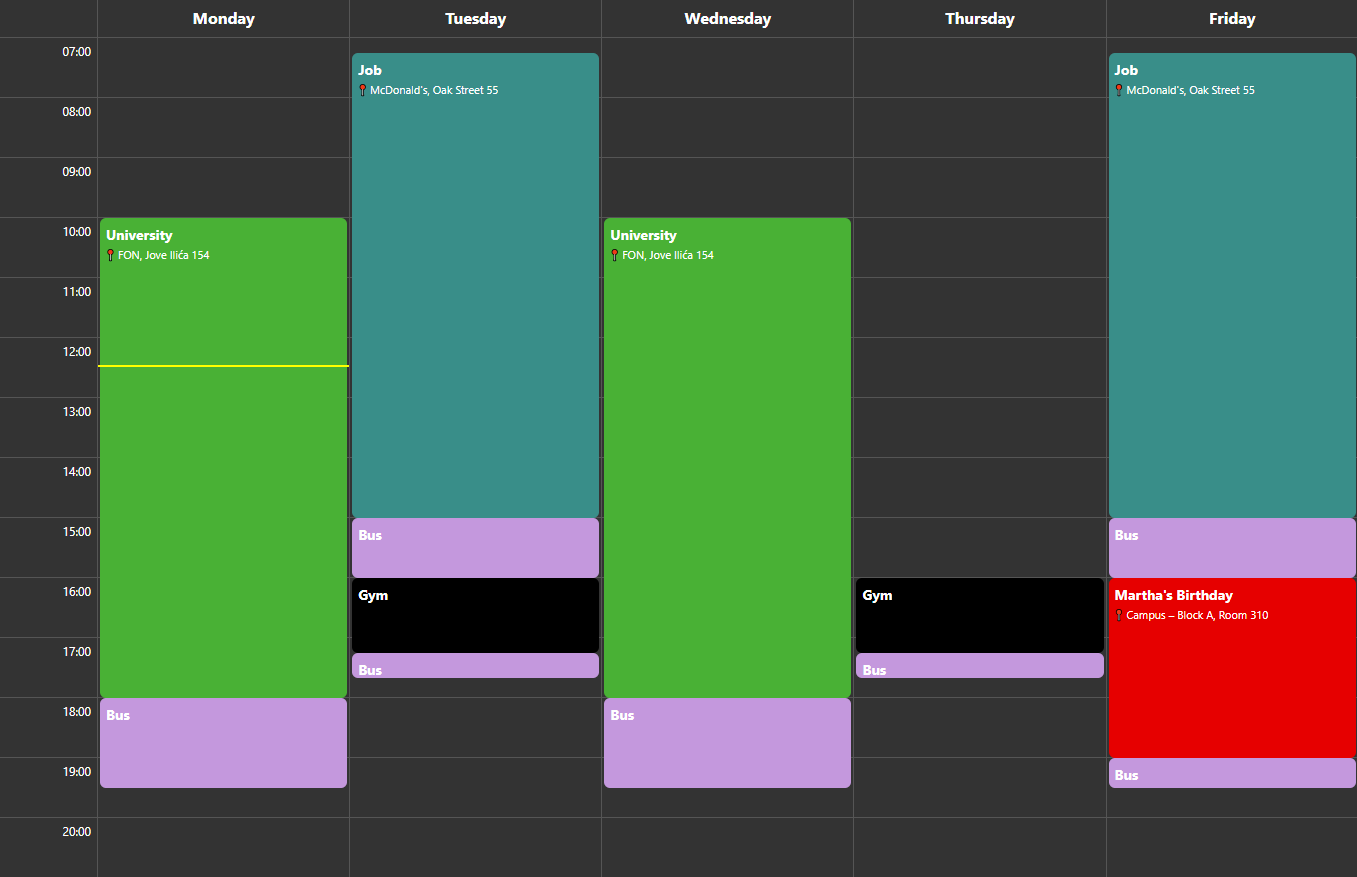 Monday Tuesday Wednesday Thursday Friday
07:00
Job Job
McDonald's, Oak Street 55 McDonald's, Oak Street 55
08:00
09:00
10:00 University University
FON, Jove Ilića 154 FON, Jove Ilića 154
11:00
12:00
13:00
14:00
15:00 Bus Bus
16:00 Gym Gym Martha's Birthday
Campus – Block A, Room 310
17:00
Bus Bus
18:00 Bus Bus
19:00 Bus
20:00